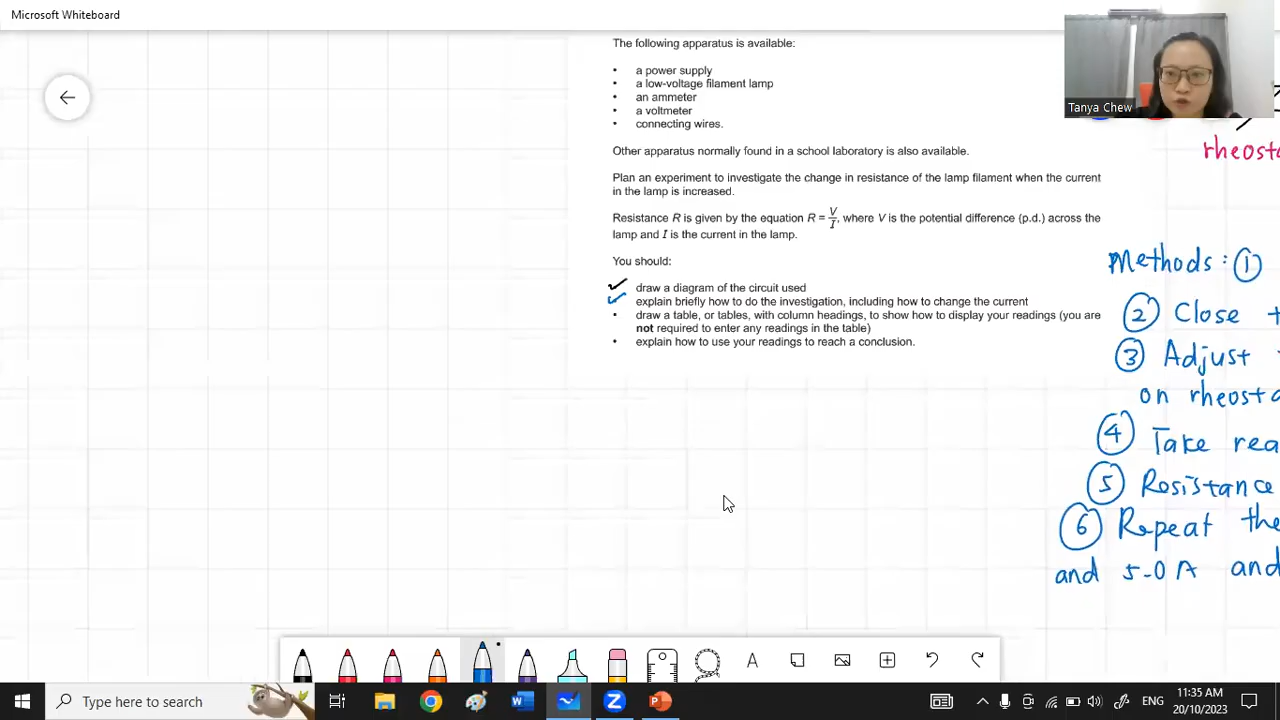 Microsoft Whiteboard
The following apparatus is available:
• a power supply
• a low-voltage filament lamp
• an ammeter
• a voltmeter
• connecting wires.
Other apparatus normally found in a school laboratory is also available.
Plan an experiment to investigate the change in resistance of the lamp filament when the current
in the lamp is increased.
Resistance R is given by the equation R = V/I, where V is the potential difference (p.d.) across the
lamp and I is the current in the lamp.
You should:
draw a diagram of the circuit used
explain briefly how to do the investigation, including how to change the current
• draw a table, or tables, with column headings, to show how to display your readings (you are
not required to enter any readings in the table)
• explain how to use your readings to reach a conclusion.
Tanya Chew
rheosta
Methods: ①
② Close
③ Adjust
on rheosta
④ Take rea
⑤ Resistance
⑥ Repeat the
and 5.0 A and
A
Type here to search
ENG
11:35 AM
20/10/2023